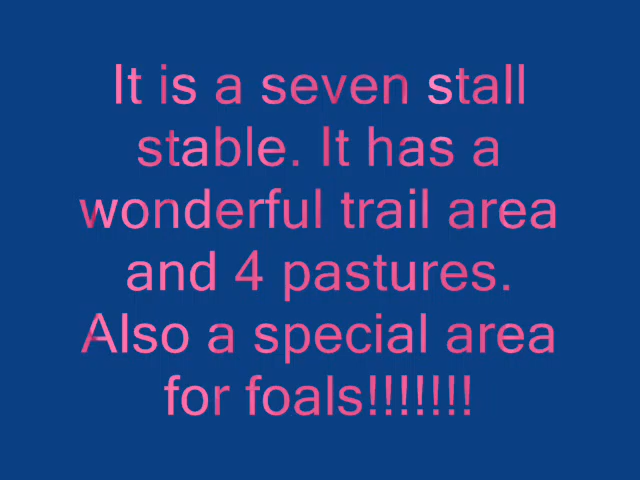 It is a seven stall
stable. It has a
wonderful trail area
and 4 pastures.
Also a special area
for foals!!!!!!!